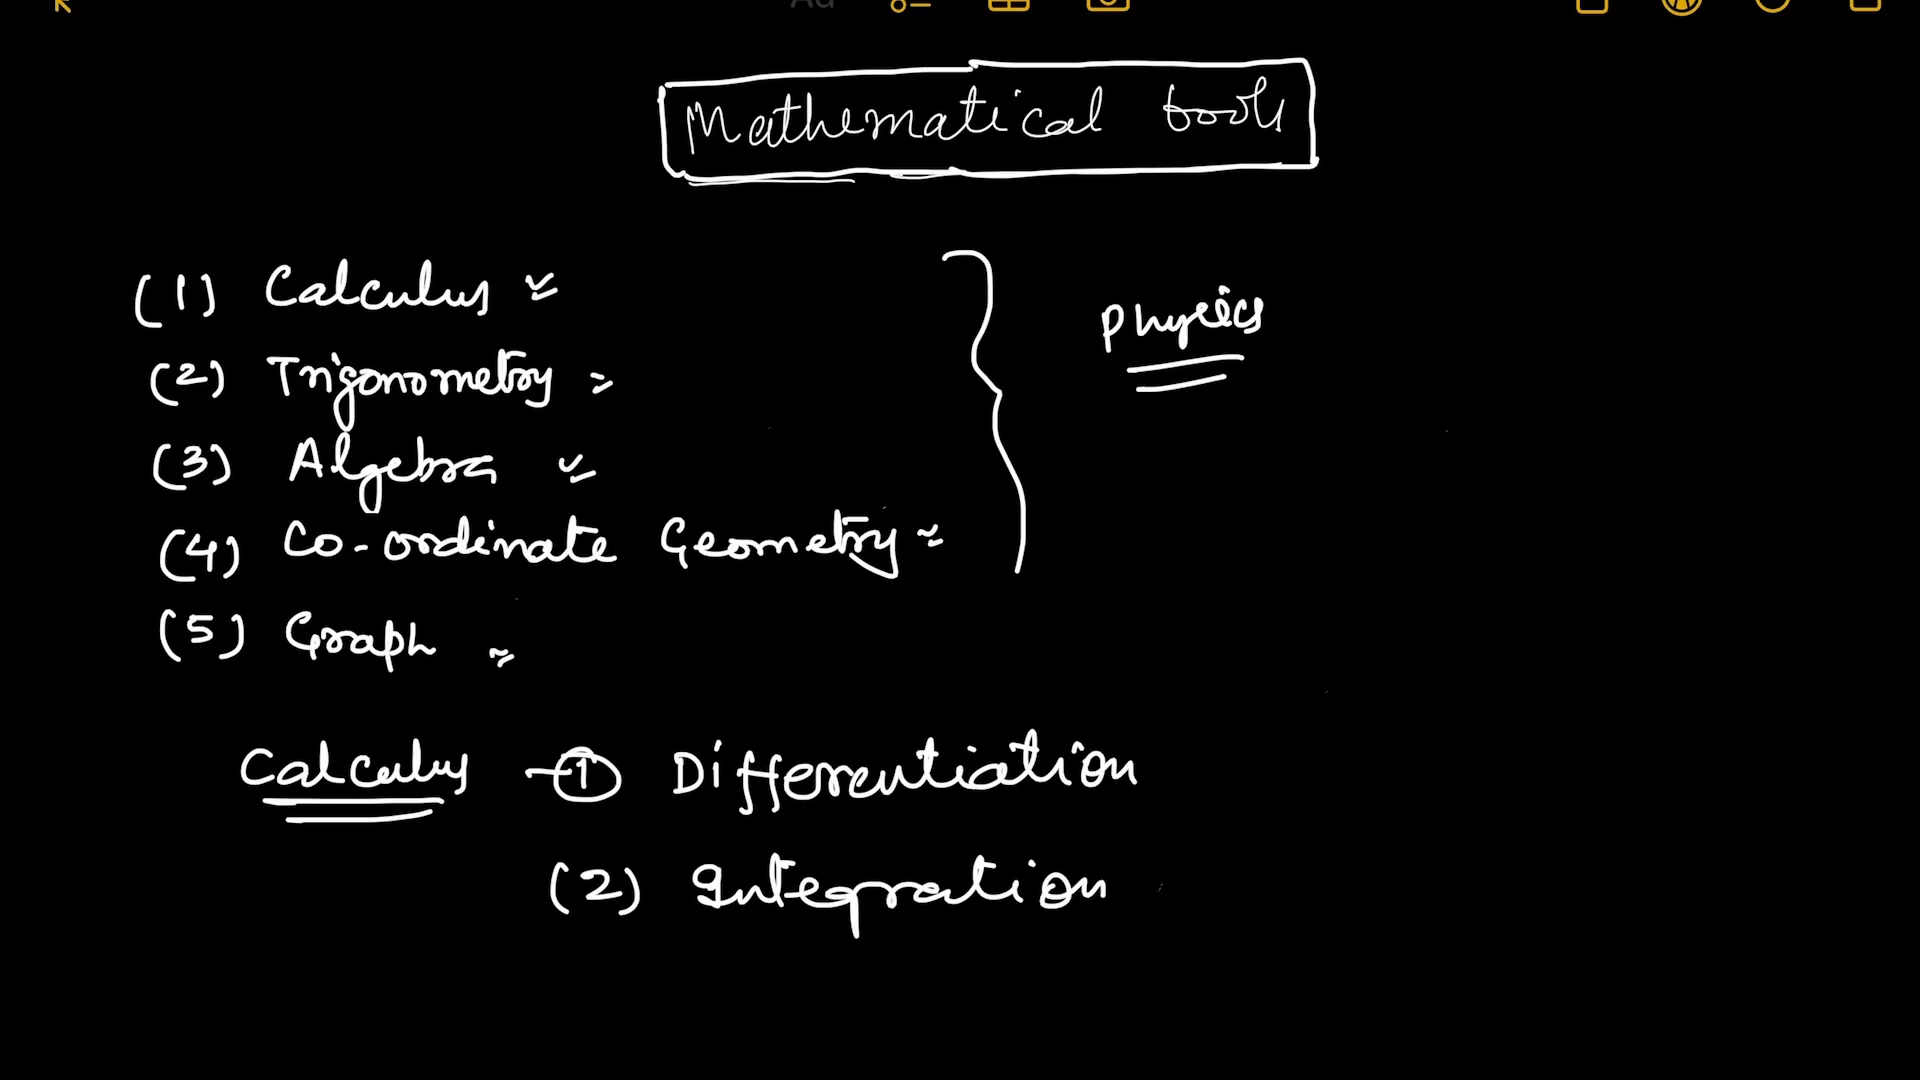 Mathematical tools
(1) Calculus
(2) Trigonometry
(3) Algebra
(4) Co-ordinate Geometry
(5) Graph
Physics
Calculus - 1 Differentiation
(2) Integration